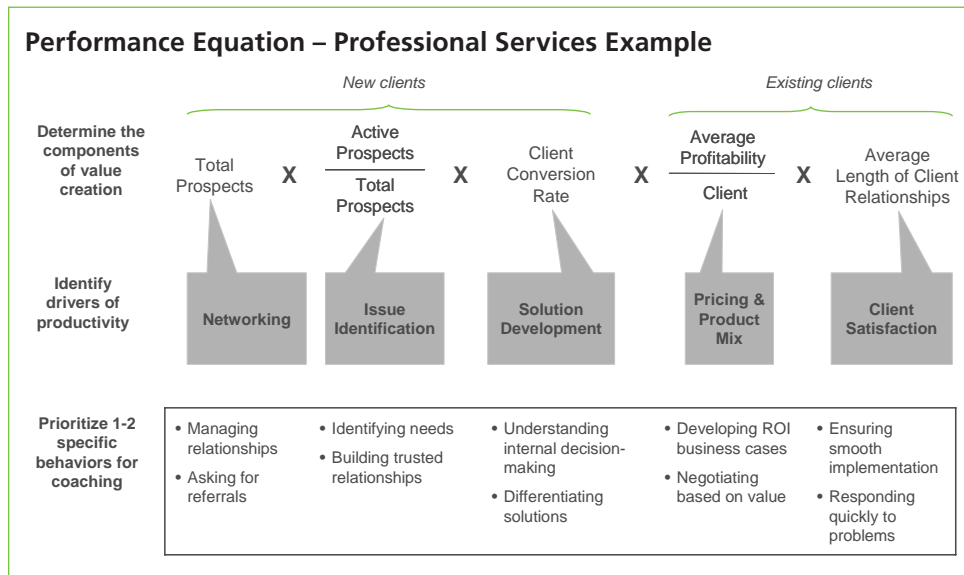 Performance Equation – Professional Services Example
New clients
Existing clients
Determine the
components
of value
creation
Total
Prospects
X
Active
Prospects
Total
Prospects
X
Client
Conversion
Rate
X
Average
Profitability
Client
X
Average
Length of Client
Relationships
Identify
drivers of
productivity
Networking
Issue
Identification
Solution
Development
Pricing &
Product
Mix
Client
Satisfaction
Prioritize 1-2
specific
behaviors for
coaching
• Managing
relationships
• Asking for
referrals
• Identifying needs
• Building trusted
relationships
• Understanding
internal decision-
making
• Differentiating
solutions
• Developing ROI
business cases
• Negotiating
based on value
• Ensuring
smooth
implementation
• Responding
quickly to
problems